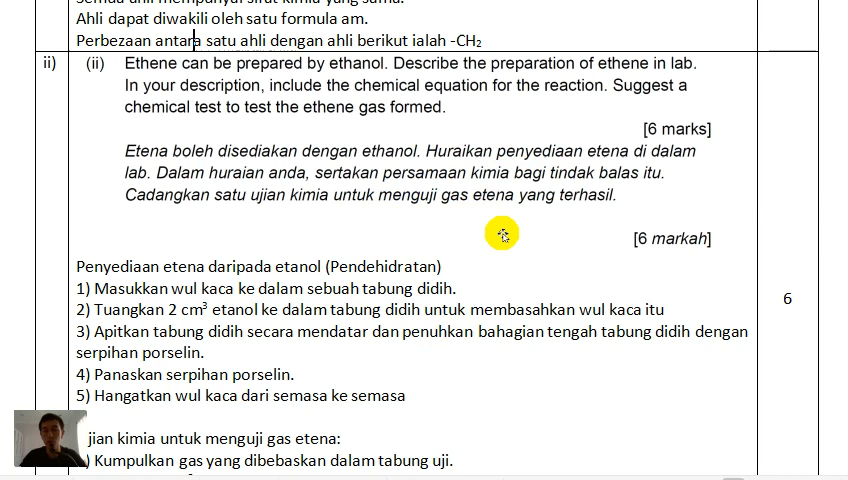 Semua ahli mempunyai sifat kimia yang sama.
Ahli dapat diwakili oleh satu formula am.
Perbezaan antara satu ahli dengan ahli berikut ialah -CH₂
ii) (ii) Ethene can be prepared by ethanol. Describe the preparation of ethene in lab.
In your description, include the chemical equation for the reaction. Suggest a
chemical test to test the ethene gas formed.
[6 marks]
Etena boleh disediakan dengan ethanol. Huraikan penyediaan etena di dalam
lab. Dalam huraian anda, sertakan persamaan kimia bagi tindak balas itu.
Cadangkan satu ujian kimia untuk menguji gas etena yang terhasil.
[6 markah]
Penyediaan etena daripada etanol (Pendehidratan)
1) Masukkan wul kaca ke dalam sebuah tabung didih.
2) Tuangkan 2 cm³ etanol ke dalam tabung didih untuk membasahkan wul kaca itu
3) Apitkan tabung didih secara mendatar dan penuhkan bahagian tengah tabung didih dengan
serpihan porselin.
4) Panaskan serpihan porselin.
5) Hangatkan wul kaca dari semasa ke semasa
6
jian kimia untuk menguji gas etena:
) Kumpulkan gas yang dibebaskan dalam tabung uji.